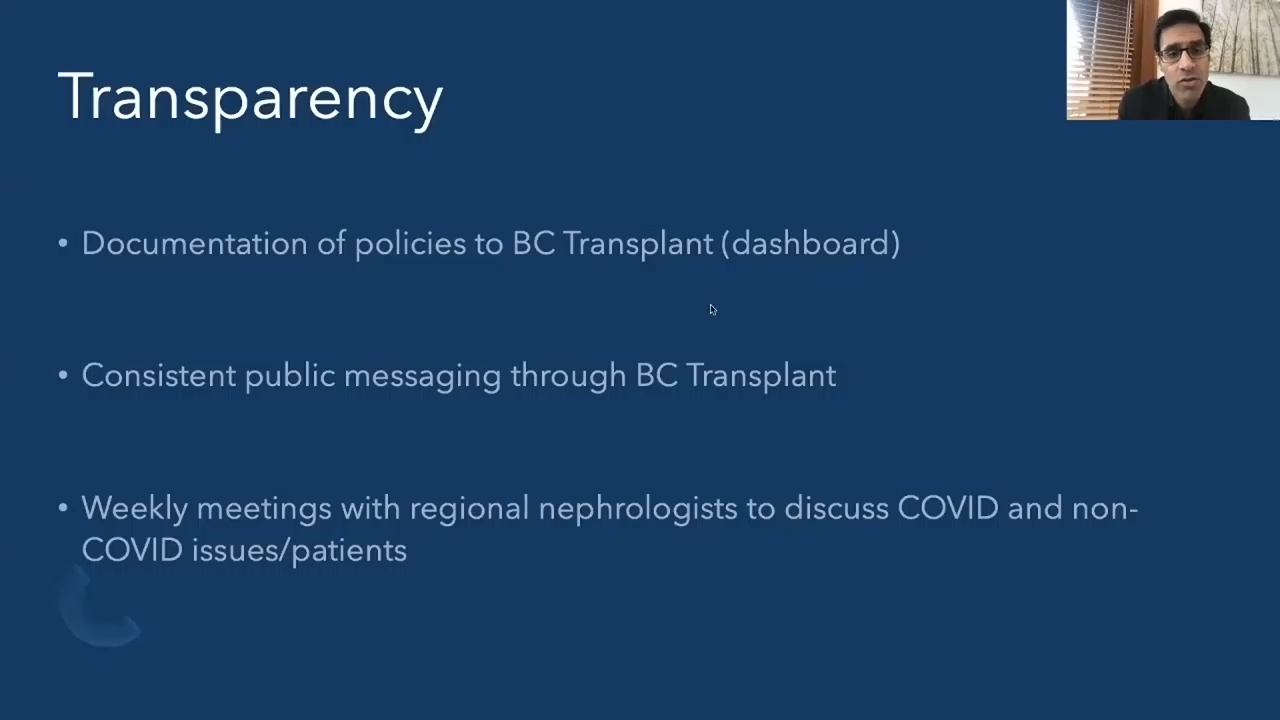 Transparency
• Documentation of policies to BC Transplant (dashboard)
• Consistent public messaging through BC Transplant
• Weekly meetings with regional nephrologists to discuss COVID and non-
COVID issues/patients